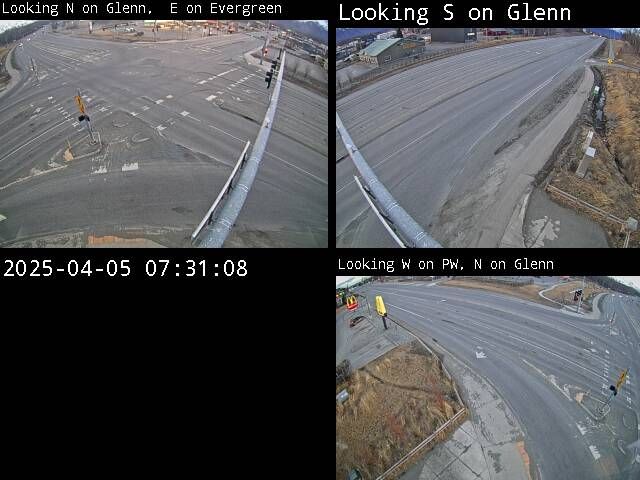 Looking N on Glenn,  E on Evergreen
Looking S on Glenn
2025-04-05 07:31:08
Looking W on PW, N on Glenn